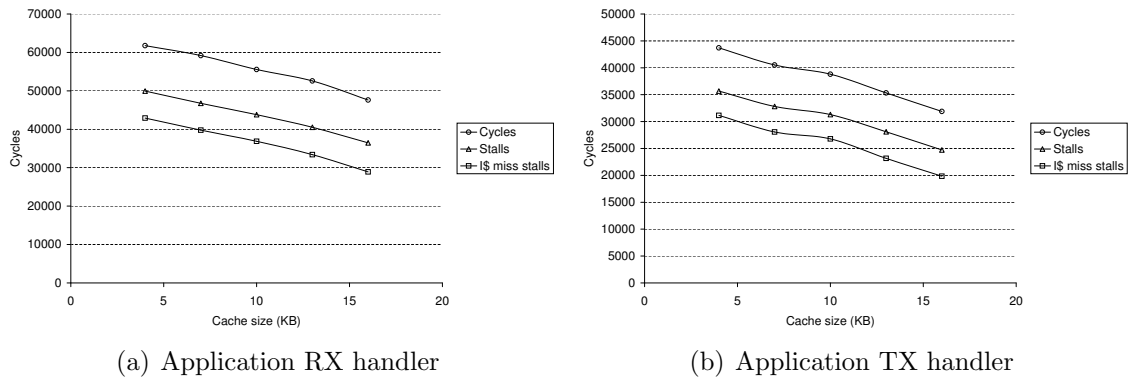 70000
60000
50000
40000
30000
20000
10000
0
Cycles
0 5 10 15 20
Cache size (KB)
Cycles
Stalls
I$ miss stalls
(a) Application RX handler
50000
45000
40000
35000
30000
25000
20000
15000
10000
5000
0
Cycles
0 5 10 15 20
Cache size (KB)
Cycles
Stalls
I$ miss stalls
(b) Application TX handler